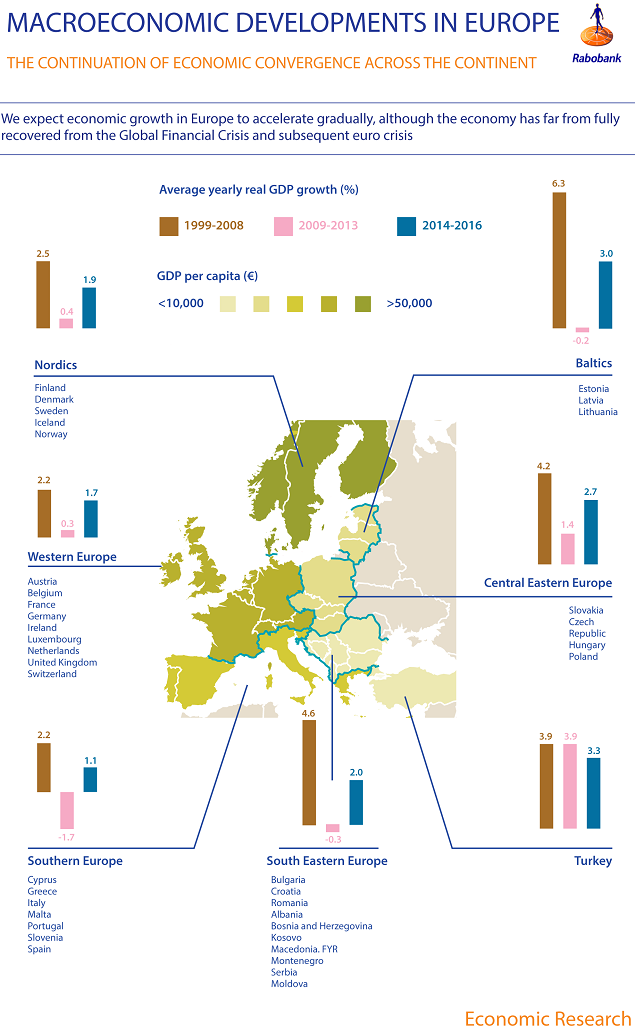 MACROECONOMIC DEVELOPMENTS IN EUROPE
Rabobank
THE CONTINUATION OF ECONOMIC CONVERGENCE ACROSS THE CONTINENT
We expect economic growth in Europe to accelerate gradually, although the economy has far from fully
recovered from the Global Financial Crisis and subsequent euro crisis
Average yearly real GDP growth (%)
1999-2008
2009-2013
2014-2016
GDP per capita (€)
<10,000
>50,000
2.5
0.4
1.9
Nordics
Finland
Denmark
Sweden
Iceland
Norway
6.3
-0.2
3.0
Baltics
Estonia
Latvia
Lithuania
2.2
0.3
1.7
Western Europe
Austria
Belgium
France
Germany
Ireland
Luxembourg
Netherlands
United Kingdom
Switzerland
4.2
1.4
2.7
Central Eastern Europe
Slovakia
Czech
Republic
Hungary
Poland
2.2
-1.7
1.1
Southern Europe
Cyprus
Greece
Italy
Malta
Portugal
Slovenia
Spain
4.6
-0.3
2.0
South Eastern Europe
Bulgaria
Croatia
Romania
Albania
Bosnia and Herzegovina
Kosovo
Macedonia. FYR
Montenegro
Serbia
Moldova
3.9
3.9
3.3
Turkey
Economic Research